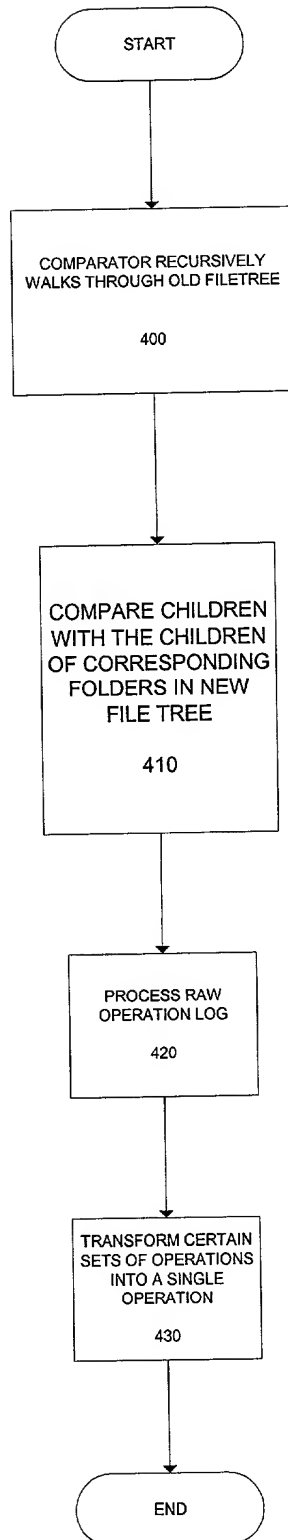 START
COMPARATOR RECURSIVELY
WALKS THROUGH OLD FILETREE
400
COMPARE CHILDREN
WITH THE CHILDREN
OF CORRESPONDING
FOLDERS IN NEW
FILE TREE
410
PROCESS RAW
OPERATION LOG
420
TRANSFORM CERTAIN
SETS OF OPERATIONS
INTO A SINGLE
OPERATION
430
END